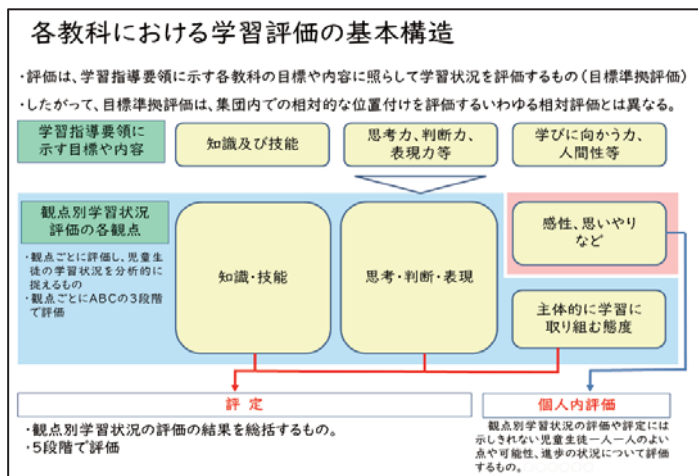 各教科における学習評価の基本構造
・評価は、学習指導要領に示す各教科の目標や内容に照らして学習状況を評価するもの(目標準拠評価)
・したがって、目標準拠評価は、集団内での相対的な位置付けを評価するいわゆる相対評価とは異なる。
学習指導要領に
示す目標や内容
知識及び技能
思考力、判断力、
表現力等
学びに向かう力、
人間性等
観点別学習状況
評価の各観点
・観点ごとに評価し、児童生
徒の学習状況を分析的に
捉えるもの
・観点ごとにABCの3段階
で評価
知識・技能
思考・判断・表現
感性、思いやり
など
主体的に学習に
取り組む態度
評 定
・観点別学習状況の評価の結果を総括するもの。
・5段階で評価
個人内評価
観点別学習状況の評価や評定には
示しきれない児童生徒一人一人のよい
点や可能性、進歩の状況について評価
するもの。